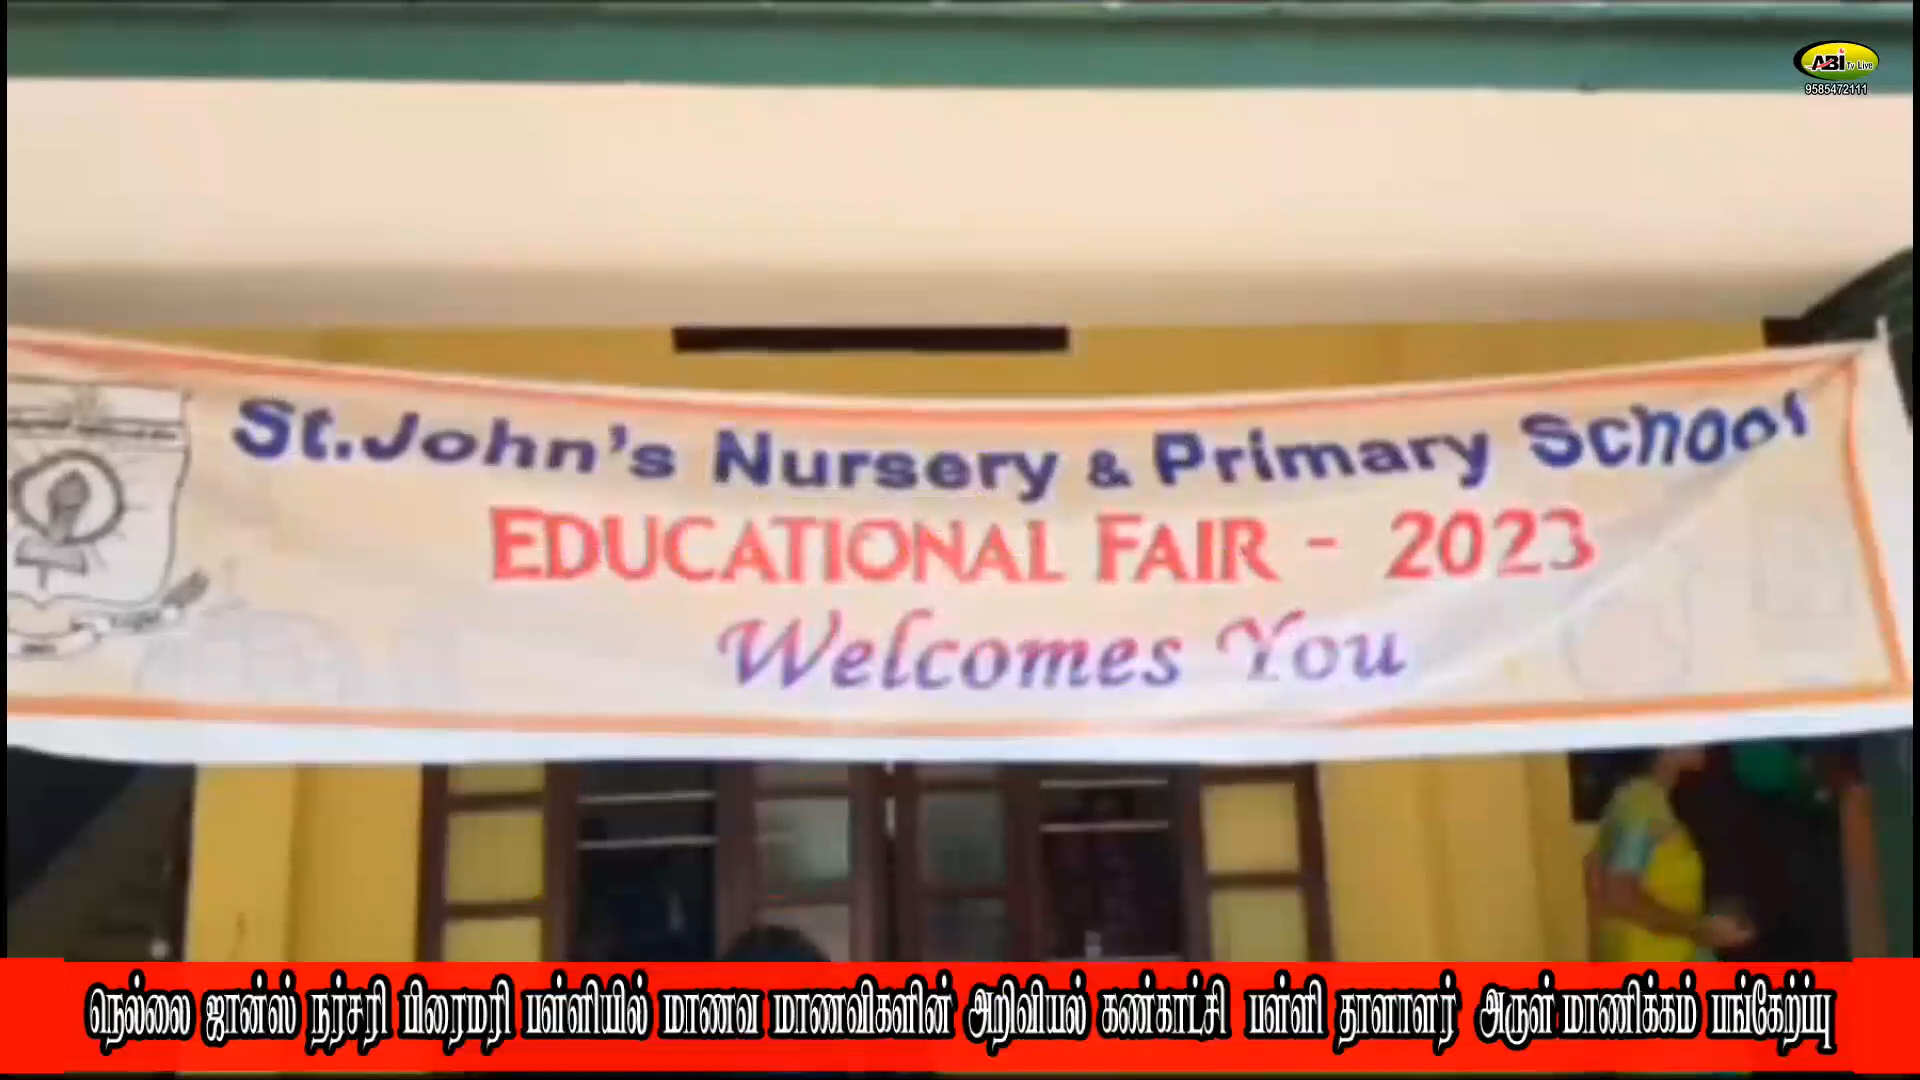 ABi Tv Live
9585472111
St.John's Nursery & Primary School
EDUCATIONAL FAIR - 2023
Welcomes You
நெல்லை ஜான்ஸ் நர்சரி பிரைமரி பள்ளியில் மாணவ மாணவிகளின் அறிவியல் கண்காட்சி பள்ளி தாளாளர் அருள் மாணிக்கம் பங்கேற்ப்பு